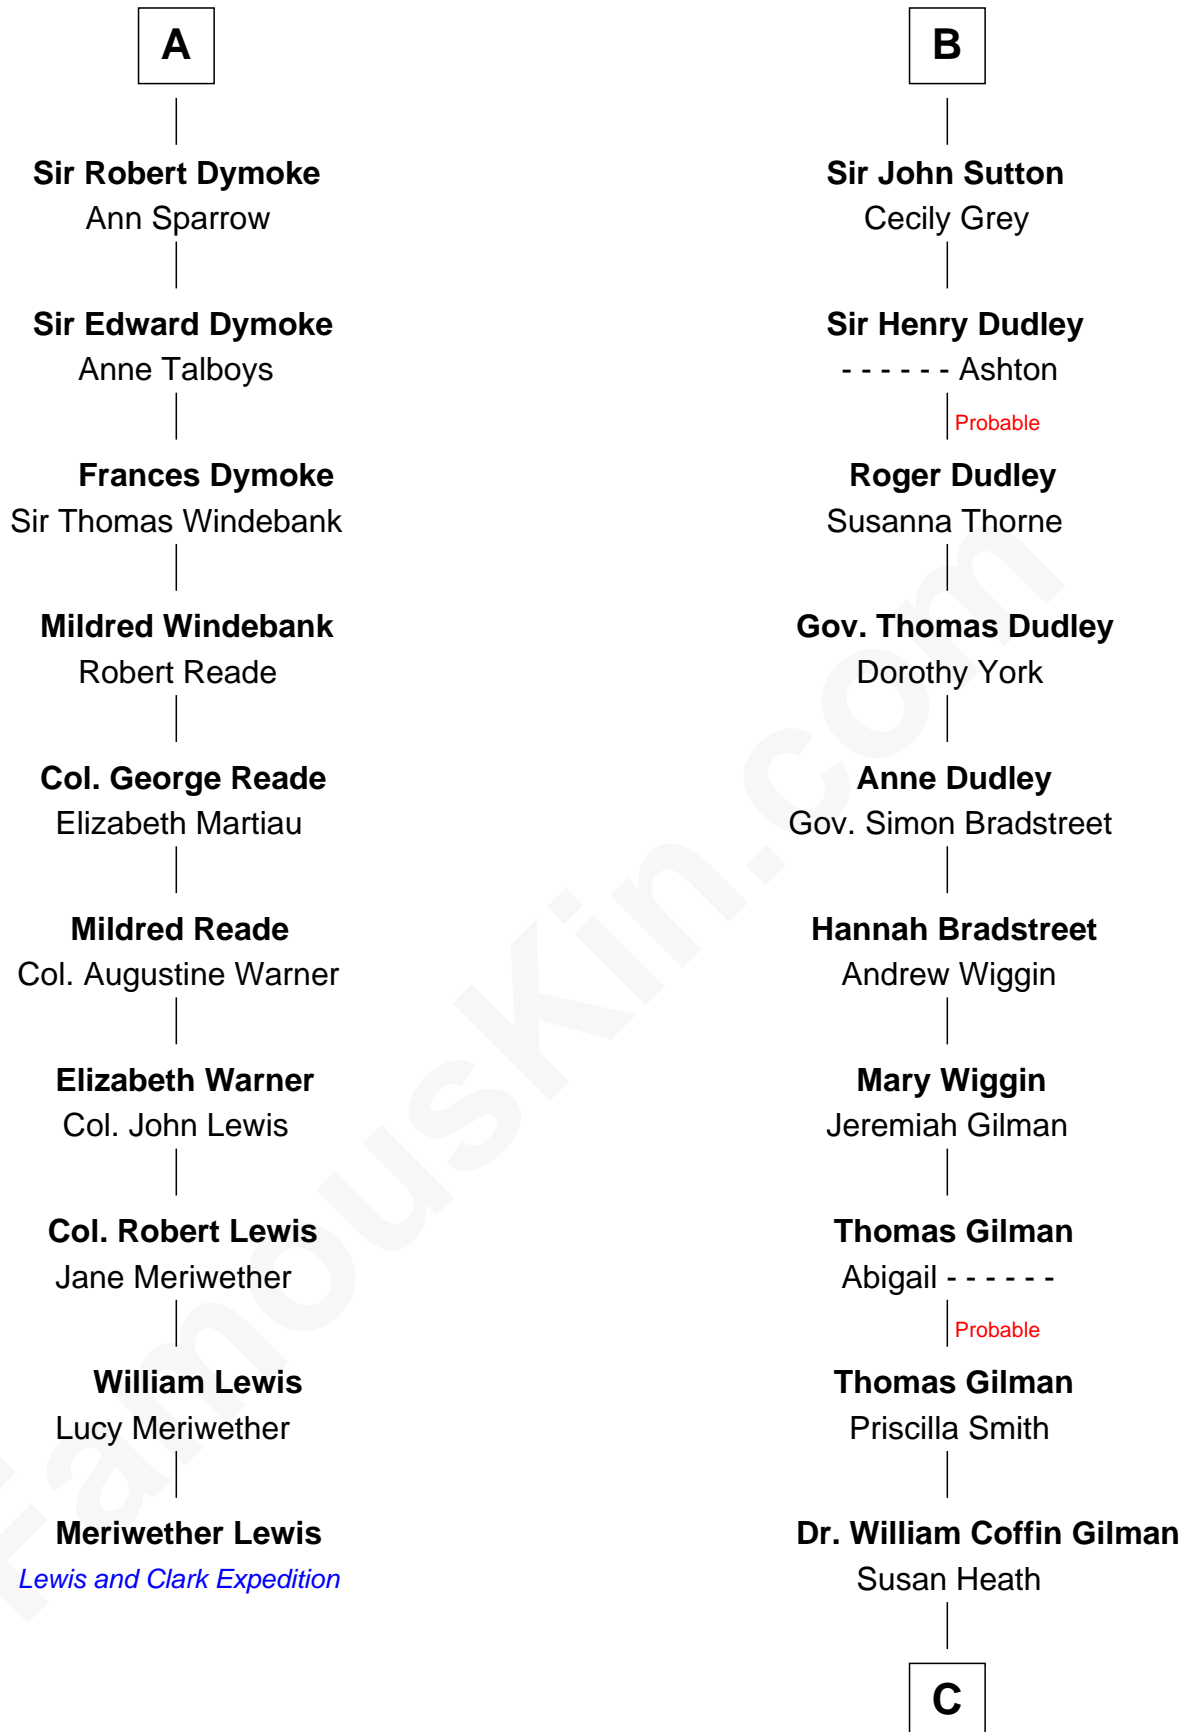 A
Sir Robert Dymoke
Ann Sparrow
Sir Edward Dymoke
Anne Talboys
Frances Dymoke
Sir Thomas Windebank
Mildred Windebank
Robert Reade
Col. George Reade
Elizabeth Martiau
Mildred Reade
Col. Augustine Warner
Elizabeth Warner
Col. John Lewis
Col. Robert Lewis
Jane Meriwether
William Lewis
Lucy Meriwether
Meriwether Lewis
Lewis and Clark Expedition
B
Sir John Sutton
Cecily Grey
Sir Henry Dudley
- - - - - - Ashton
Probable
Roger Dudley
Susanna Thorne
Gov. Thomas Dudley
Dorothy York
Anne Dudley
Gov. Simon Bradstreet
Hannah Bradstreet
Andrew Wiggin
Mary Wiggin
Jeremiah Gilman
Thomas Gilman
Abigail - - - - - -
Probable
Thomas Gilman
Priscilla Smith
Dr. William Coffin Gilman
Susan Heath
C
FamousKin.com